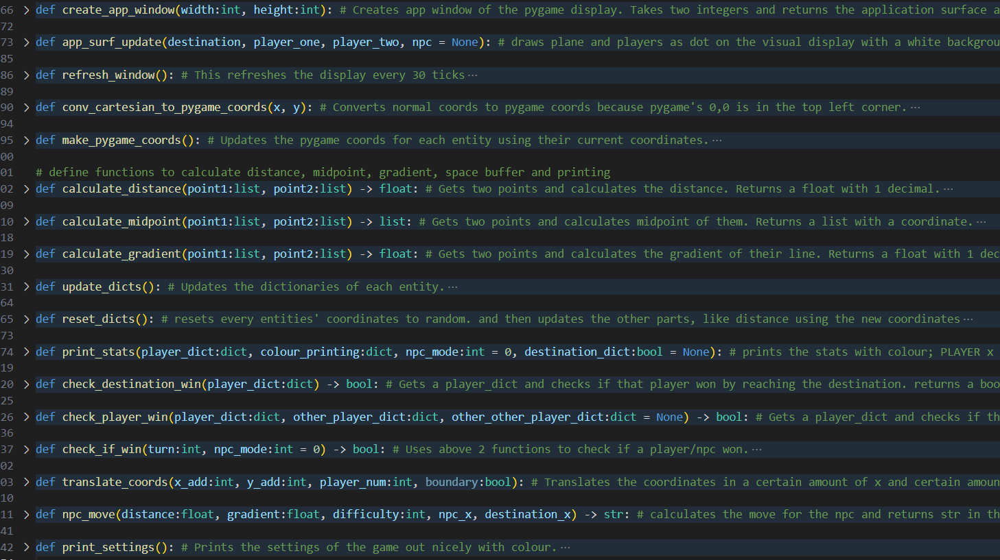 66 > def create_app_window(width:int, height:int): # Creates app window of the pygame display. Takes two integers and returns the application surface a
72
73 > def app_surf_update(destination, player_one, player_two, npc = None): # draws plane and players as dot on the visual display with a white backgrou
85
86 > def refresh_window(): # This refreshes the display every 30 ticks ···
89
90 > def conv_cartesian_to_pygame_coords(x, y): # Converts normal coords to pygame coords because pygame's 0,0 is in the top left corner. ···
94
95 > def make_pygame_coords(): # Updates the pygame coords for each entity using their current coordinates. ···
00
01 # define functions to calculate distance, midpoint, gradient, space buffer and printing
02 > def calculate_distance(point1:list, point2:list) -> float: # Gets two points and calculates the distance. Returns a float with 1 decimal. ···
09
10 > def calculate_midpoint(point1:list, point2:list) -> list: # Gets two points and calculates midpoint of them. Returns a list with a coordinate. ···
18
19 > def calculate_gradient(point1:list, point2:list) -> float: # Gets two points and calculates the gradient of their line. Returns a float with 1 dec
30
31 > def update_dicts(): # Updates the dictionaries of each entity. ···
64
65 > def reset_dicts(): # resets every entities' coordinates to random. and then updates the other parts, like distance using the new coordinates ···
73
74 > def print_stats(player_dict:dict, colour_printing:dict, npc_mode:int = 0, destination_dict:bool = None): # prints the stats with colour; PLAYER x
19
20 > def check_destination_win(player_dict:dict) -> bool: # Gets a player_dict and checks if that player won by reaching the destination. returns a boo
25
26 > def check_player_win(player_dict:dict, other_player_dict:dict, other_other_player_dict:dict = None) -> bool: # Gets a player_dict and checks if th
36
37 > def check_if_win(turn:int, npc_mode:int = 0) -> bool: # Uses above 2 functions to check if a player/npc won. ···
02
03 > def translate_coords(x_add:int, y_add:int, player_num:int, boundary:bool): # Translates the coordinates in a certain amount of x and certain amoun
10
11 > def npc_move(distance:float, gradient:float, difficulty:int, npc_x, destination_x) -> str: # calculates the move for the npc and returns str in th
41
42 > def print_settings(): # Prints the settings of the game out nicely with colour. ···